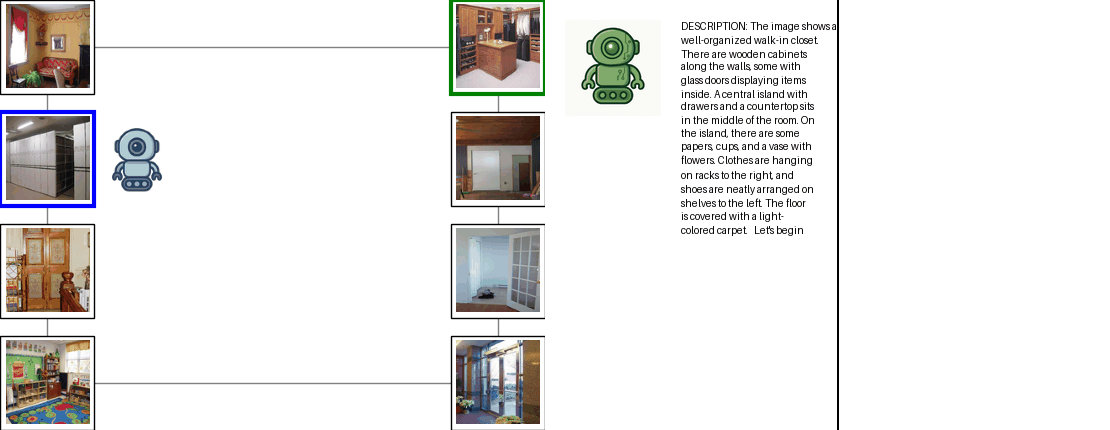 DESCRIPTION: The image shows a
well-organized walk-in closet.
There are wooden cabinets
along the walls, some with
glass doors displaying items
inside. A central island with
drawers and a countertop sits
in the middle of the room. On
the island, there are some
papers, cups, and a vase with
flowers. Clothes are hanging
on racks to the right, and
shoes are neatly arranged on
shelves to the left. The floor
is covered with a light-
colored carpet. Let's begin